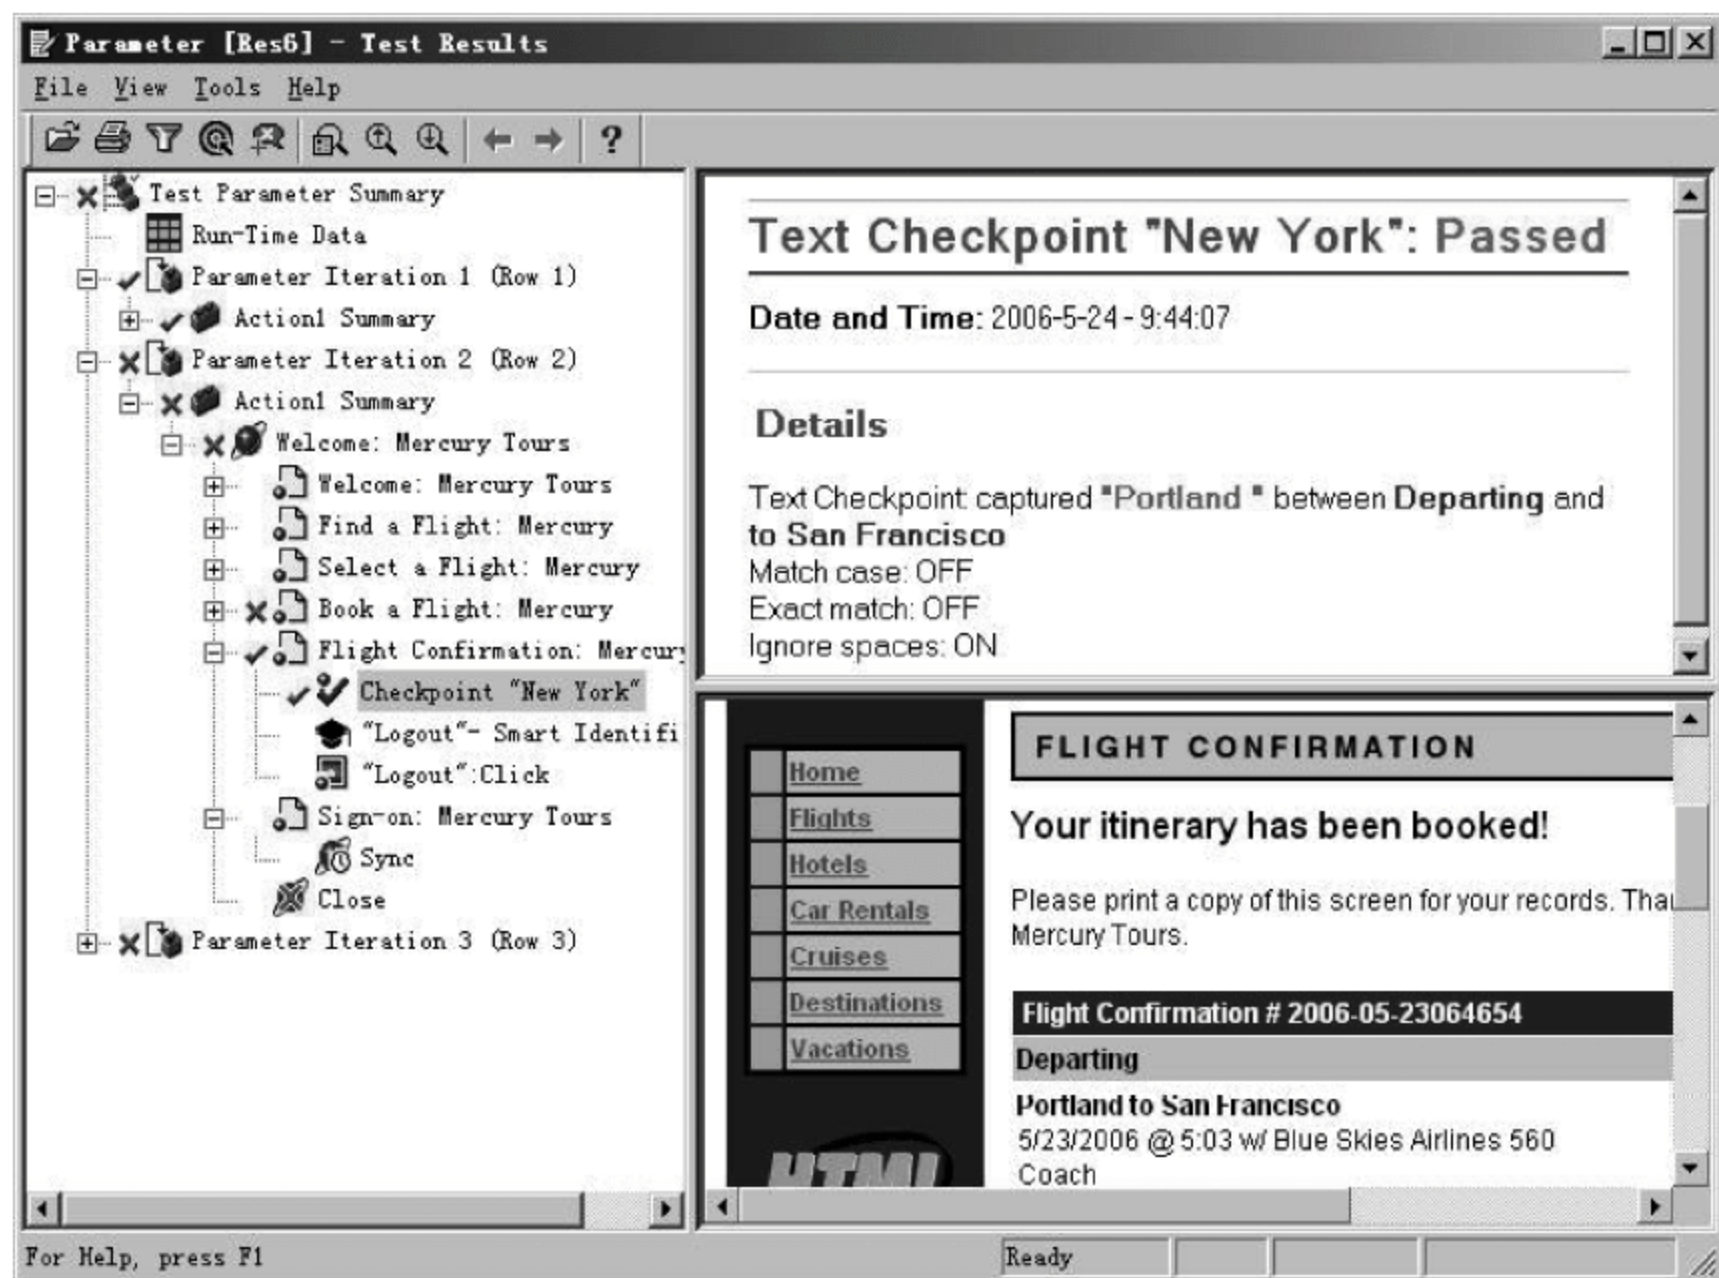 Parameter [Res6] - Test Results
File View Tools Help
?
Test Parameter Summary
Run-Time Data
Parameter Iteration 1 (Row 1)
Action1 Summary
Parameter Iteration 2 (Row 2)
Action1 Summary
Welcome: Mercury Tours
Welcome: Mercury Tours
Find a Flight: Mercury
Select a Flight: Mercury
Book a Flight: Mercury
Flight Confirmation: Mercury
Checkpoint "New York"
"Logout"- Smart Identifi
"Logout":Click
Sign-on: Mercury Tours
Sync
Close
Parameter Iteration 3 (Row 3)
Text Checkpoint "New York": Passed
Date and Time: 2006-5-24 - 9:44:07
Details
Text Checkpoint: captured "Portland " between Departing and
to San Francisco
Match case: OFF
Exact match: OFF
Ignore spaces: ON
Home
Flights
Hotels
Car Rentals
Cruises
Destinations
Vacations
HTML
FLIGHT CONFIRMATION
Your itinerary has been booked!
Please print a copy of this screen for your records. Tha
Mercury Tours.
Flight Confirmation # 2006-05-23064654
Departing
Portland to San Francisco
5/23/2006 @ 5:03 w/ Blue Skies Airlines 560
Coach
For Help, press F1
Ready